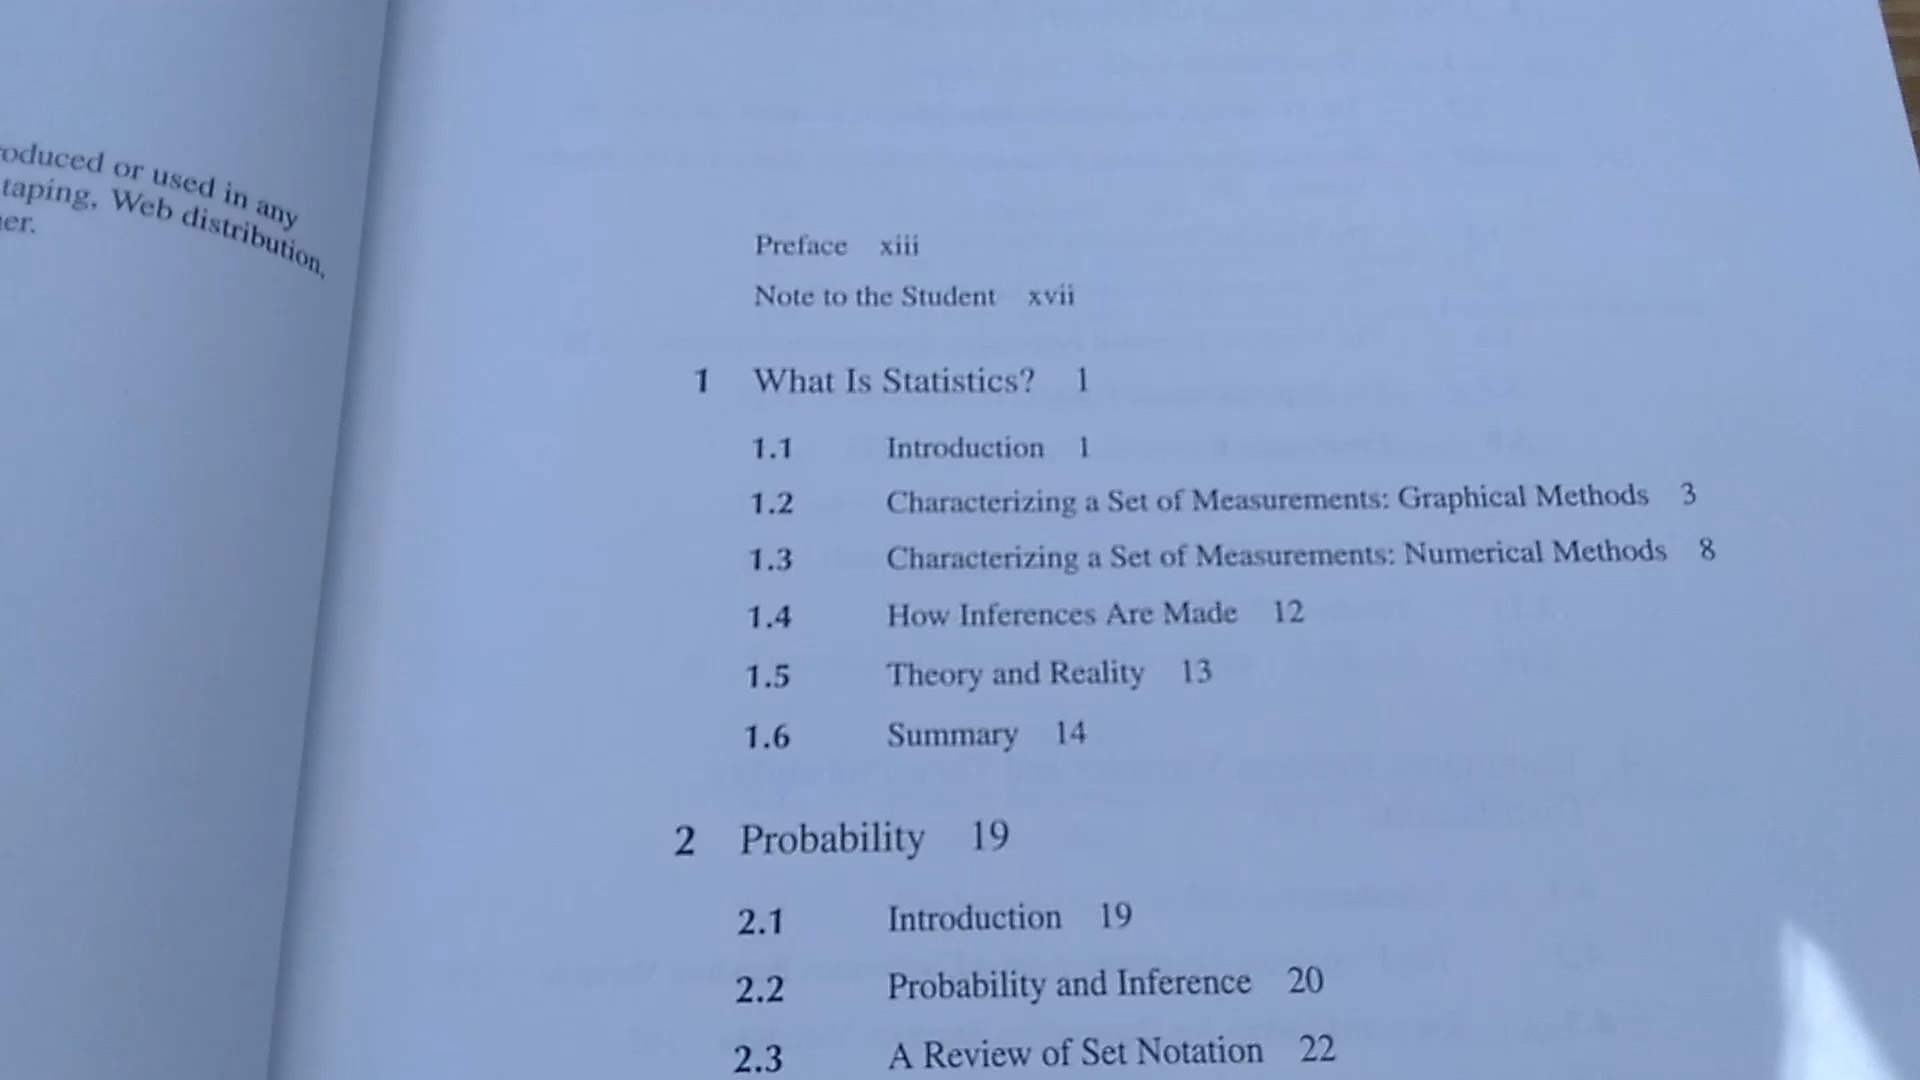 oduced or used in any
taping, Web distribution,
er.
Preface xiii
Note to the Student xvii
1 What Is Statistics? 1
1.1 Introduction 1
1.2 Characterizing a Set of Measurements: Graphical Methods 3
1.3 Characterizing a Set of Measurements: Numerical Methods 8
1.4 How Inferences Are Made 12
1.5 Theory and Reality 13
1.6 Summary 14
2 Probability 19
2.1 Introduction 19
2.2 Probability and Inference 20
2.3 A Review of Set Notation 22